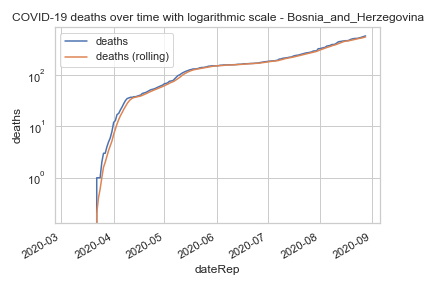 COVID-19 deaths over time with logarithmic scale - Bosnia_and_Herzegovina
deaths
deaths (rolling)
10²
10¹
10⁰
deaths
2020-03
2020-04
2020-05
2020-06
2020-07
2020-08
2020-09
dateRep